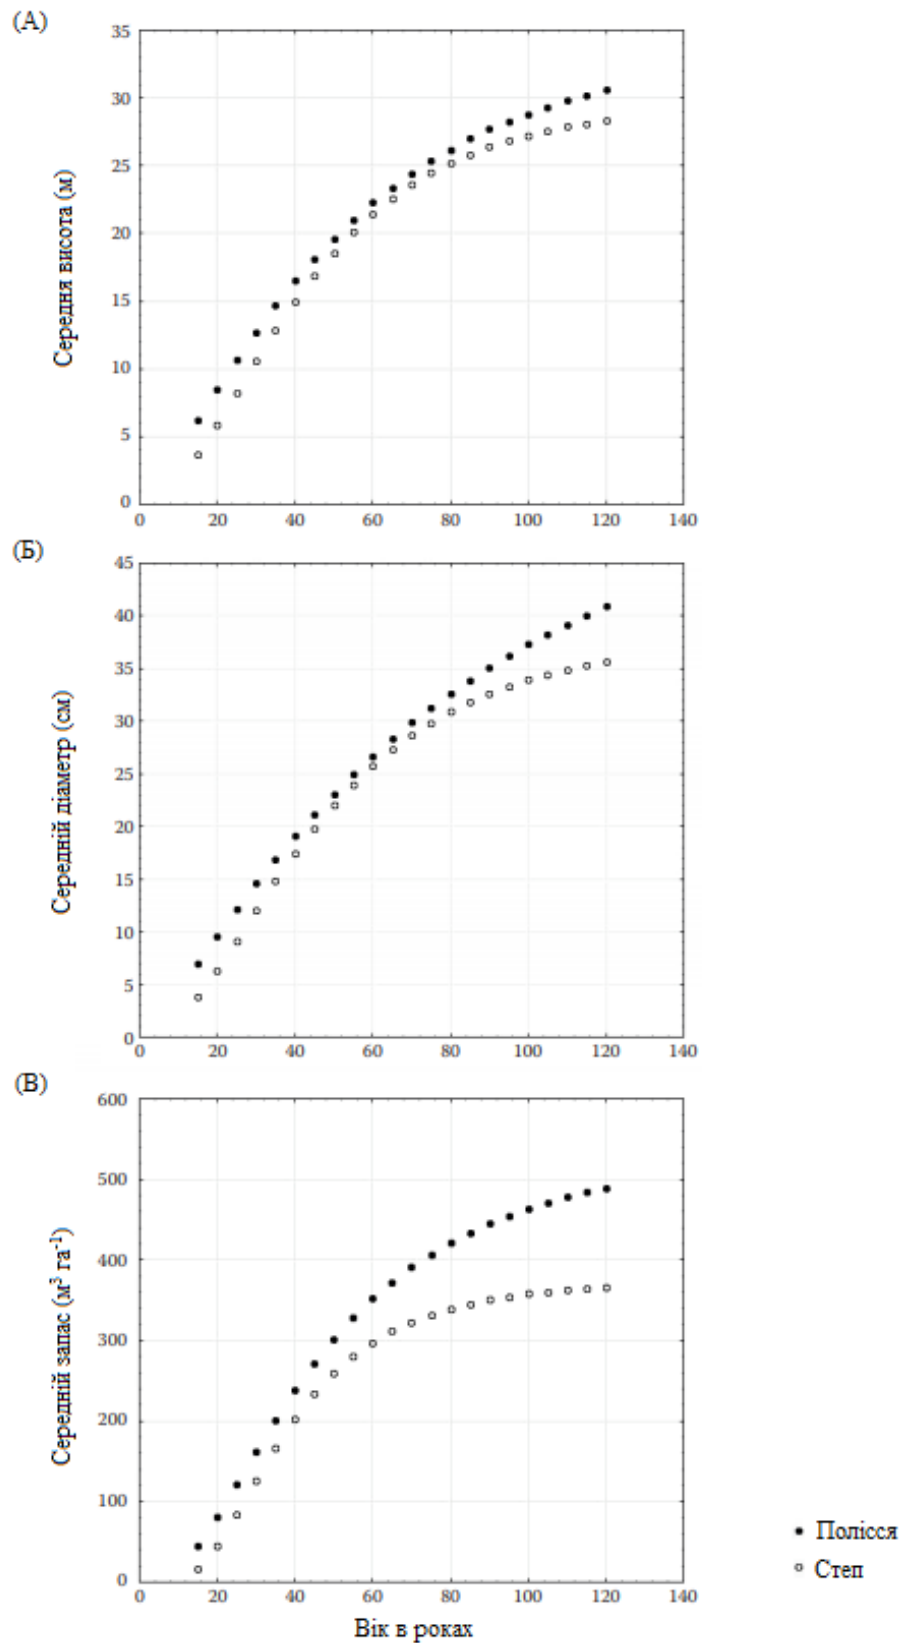 (А)
35
30
25
20
15
10
5
0
Середня висота (м)
0 20 40 60 80 100 120 140
(Б)
45
40
35
30
25
20
15
10
5
0
Середній діаметр (см)
0 20 40 60 80 100 120 140
(В)
600
500
400
300
200
100
0
Середній запас (м³ га⁻¹)
0 20 40 60 80 100 120 140
Вік в роках
Полісся
Степ